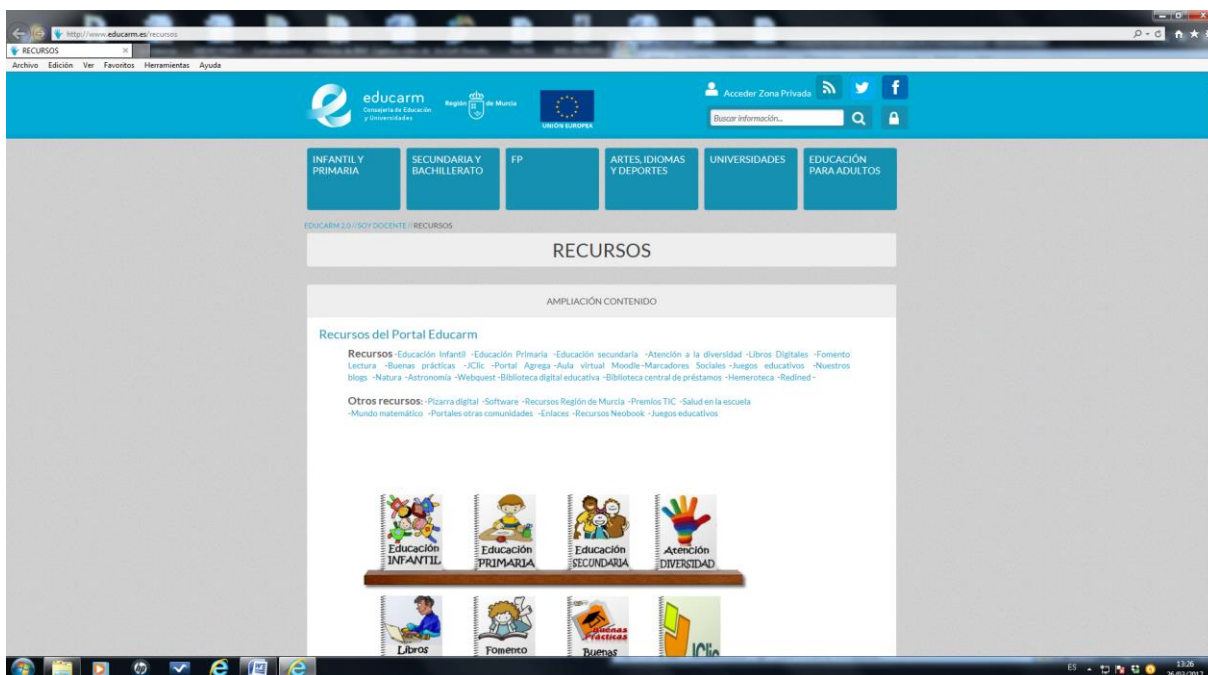 http://www.educarm.es/recursos
RECURSOS
Archivo Edición Ver Favoritos Herramientas Ayuda
educarm
Consejería de Educación
y Universidades
Región de Murcia
UNIÓN EUROPEA
Acceder Zona Privada
Buscar información...
INFANTIL Y
PRIMARIA
SECUNDARIA Y
BACHILLERATO
FP
ARTES, IDIOMAS
Y DEPORTES
UNIVERSIDADES
EDUCACIÓN
PARA ADULTOS
EDUCARM 2.0 // SOY DOCENTE // RECURSOS
RECURSOS
AMPLIACIÓN CONTENIDO
Recursos del Portal Educarm
Recursos -Educación Infantil -Educación Primaria -Educación secundaria -Atención a la diversidad -Libros Digitales -Fomento
Lectura -Buenas prácticas -JClic -Portal Agrega -Aula virtual Moodle -Marcadores Sociales -Juegos educativos -Nuestros
blogs -Natura -Astronomía -Webquest -Biblioteca digital educativa -Biblioteca central de préstamos -Hemeroteca -Redined -
Otros recursos: -Pizarra digital -Software -Recursos Región de Murcia -Premios TIC -Salud en la escuela
-Mundo matemático -Portales otras comunidades -Enlaces -Recursos Neobook -Juegos educativos
Educación
INFANTIL
Educación
PRIMARIA
Educación
SECUNDARIA
Atención
DIVERSIDAD
Libros
Fomento
Buenas
Prácticas
Buenas
JClic
ES
13:26
26/03/2017